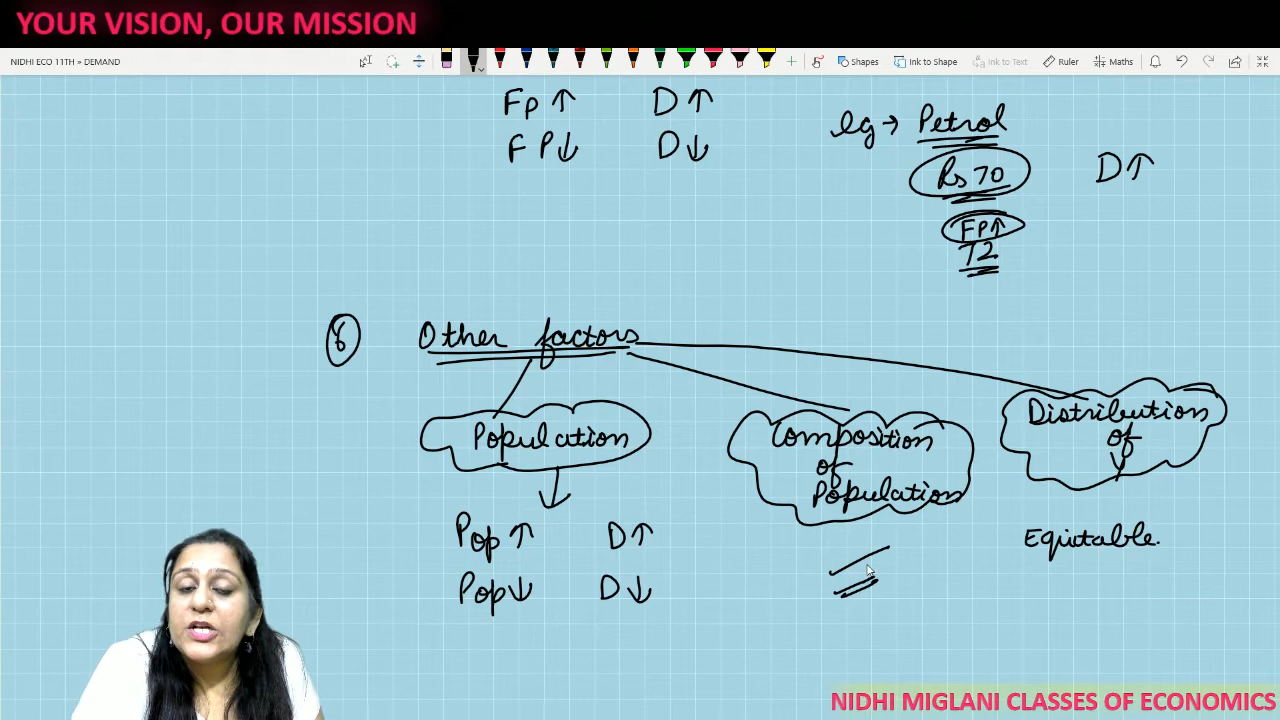 YOUR VISION, OUR MISSION
NIDHI ECO 11TH » DEMAND
Shapes
Ink to Shape
Ink to Text
Ruler
Maths
Fp ↑ D ↑
F P↓ D↓
eg → Petrol
Rs 70 D↑
FP↑
72
6 Other factors
Population
Composition
of
Population
Distribution
of
Y
Pop ↑ D↑
Pop↓ D↓
Equitable.
NIDHI MIGLANI CLASSES OF ECONOMICS